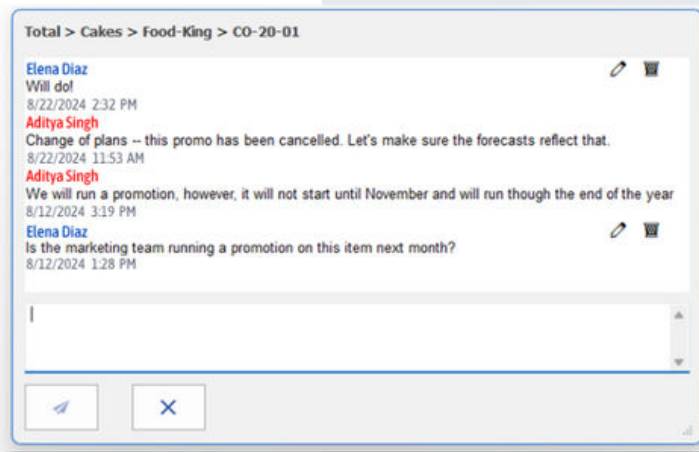 Total > Cakes > Food-King > CO-20-01
Elena Diaz
Will do!
8/22/2024 2:32 PM
Aditya Singh
Change of plans -- this promo has been cancelled. Let's make sure the forecasts reflect that.
8/22/2024 11:53 AM
Aditya Singh
We will run a promotion, however, it will not start until November and will run though the end of the year
8/12/2024 3:19 PM
Elena Diaz
Is the marketing team running a promotion on this item next month?
8/12/2024 1:28 PM